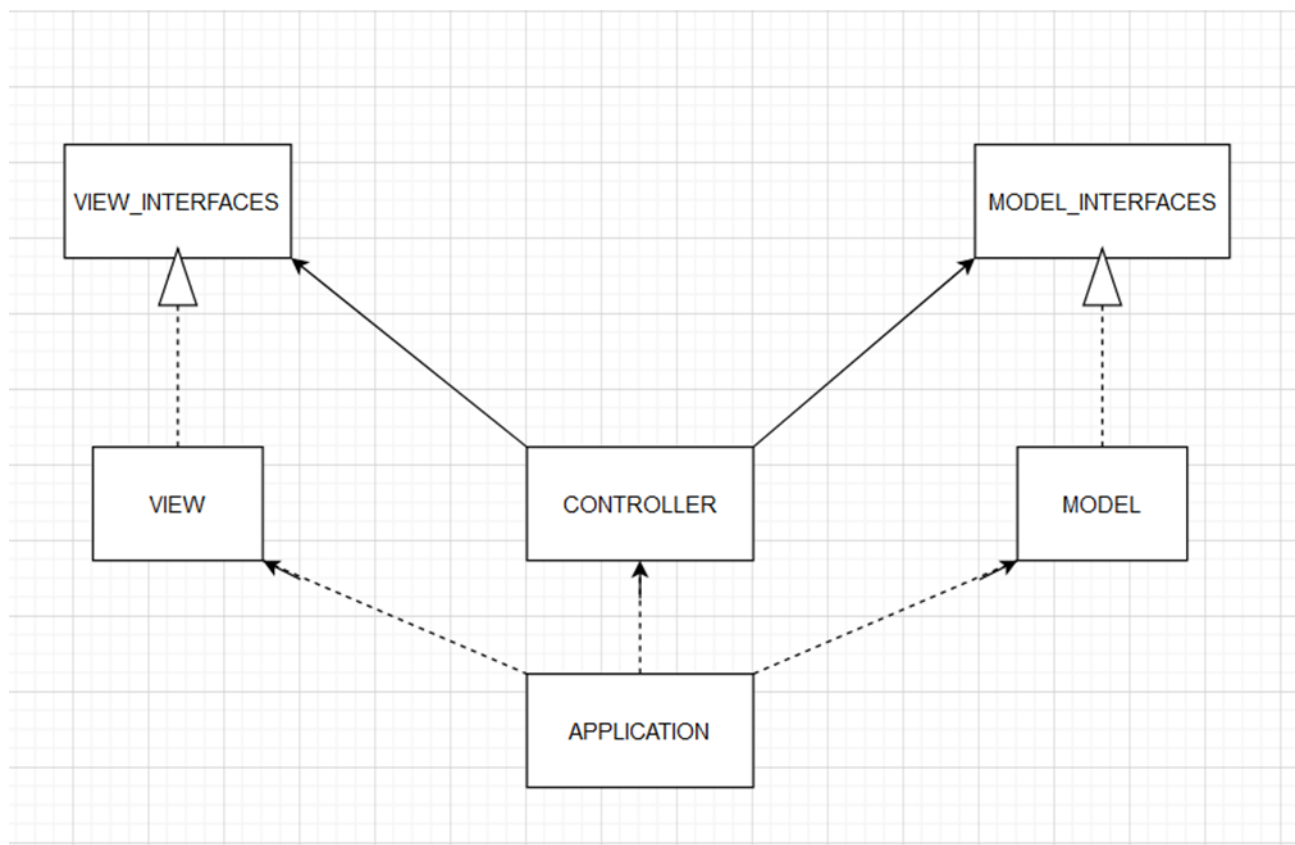 VIEW_INTERFACES
MODEL_INTERFACES
VIEW
CONTROLLER
MODEL
APPLICATION